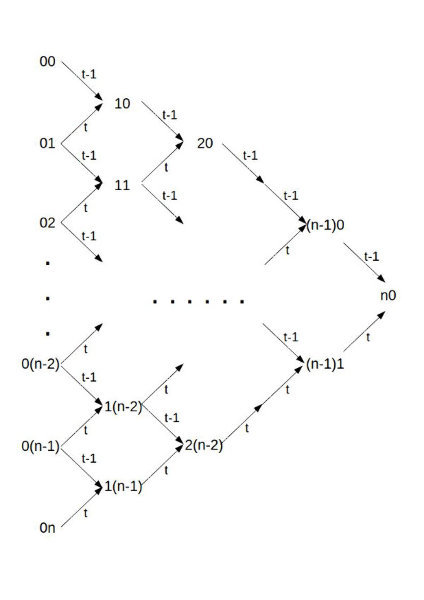 00
t-1
10
t-1
t
01
20
t-1
t-1
t
11
t-1
t
t-1
02
(n-1)0
t-1
t
t-1
n0
t-1
t
t
0(n-2)
(n-1)1
t-1
t
t
1(n-2)
t-1
t
t
0(n-1)
2(n-2)
t-1
t
1(n-1)
t
0n